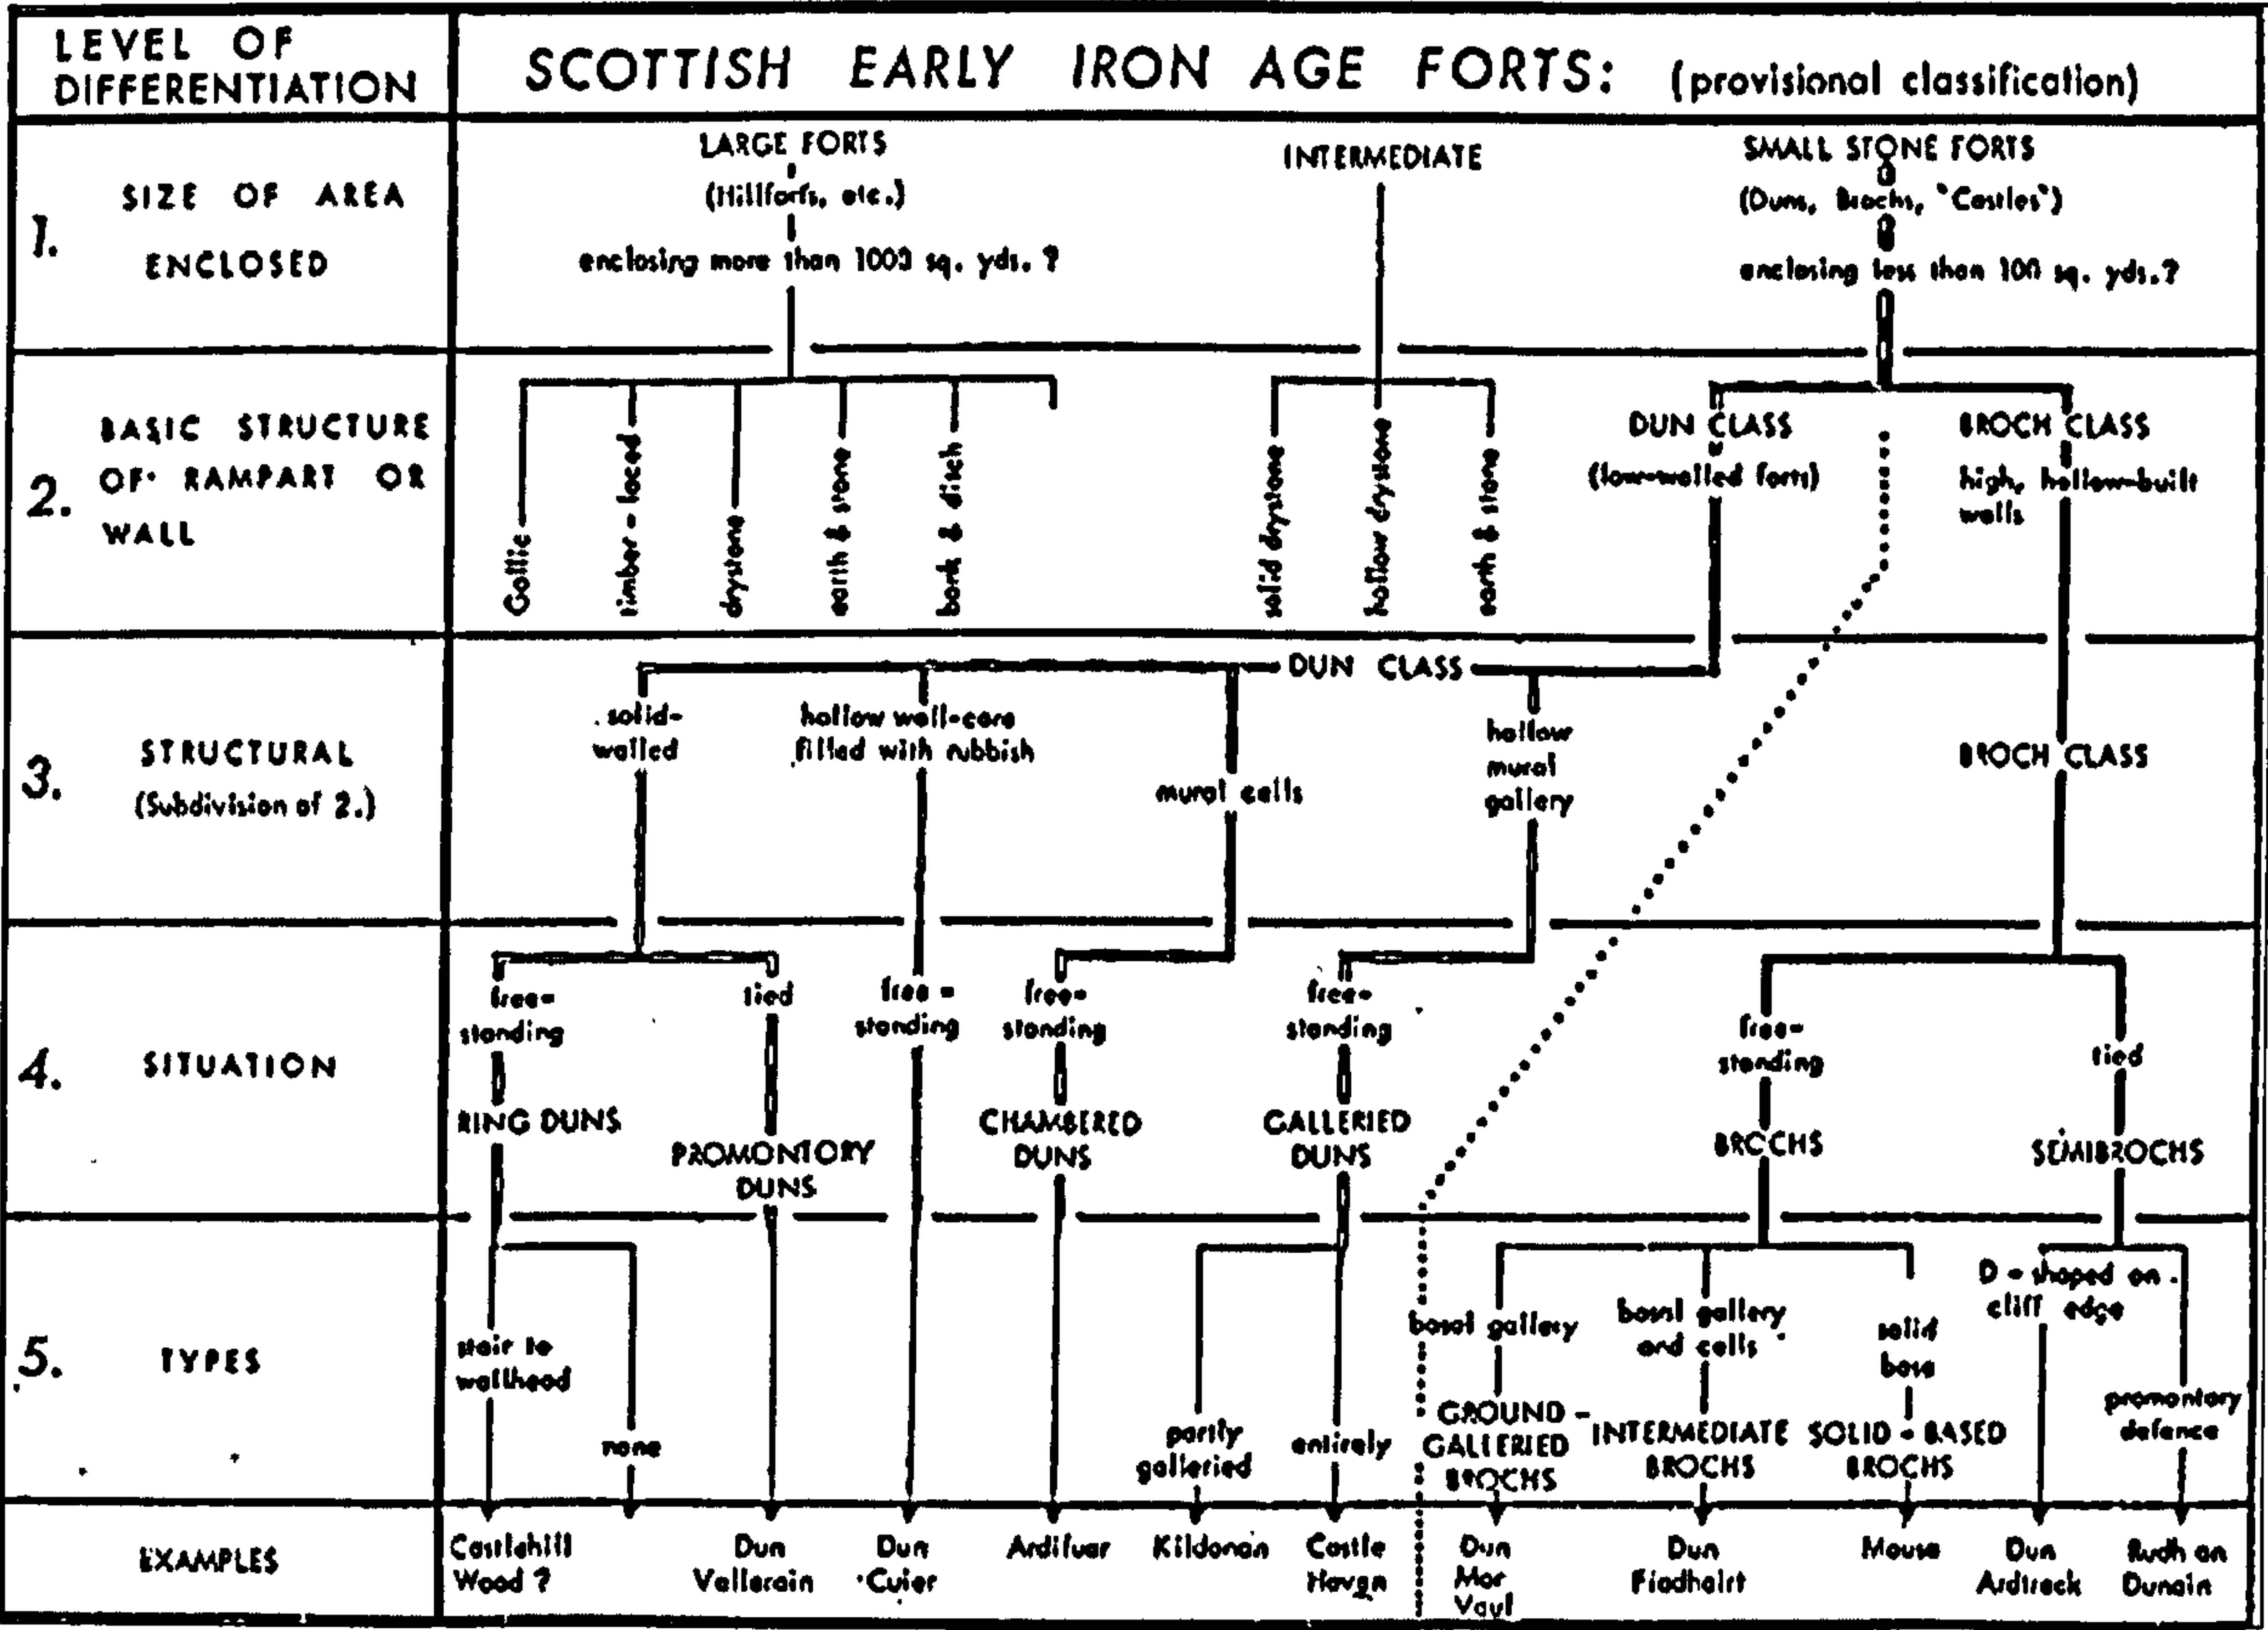 LEVEL OF
DIFFERENTIATION
SCOTTISH EARLY IRON AGE FORTS: (provisional classification)
1.
SIZE OF AREA
ENCLOSED
LARGE FORTS
(Hillforts, etc.)
enclosing more than 1000 sq. yds. ?
INTERMEDIATE
SMALL STONE FORTS
(Duns, Brochs, "Castles")
enclosing less than 100 sq. yds.?
2.
BASIC STRUCTURE
OF RAMPART OR
WALL
Gallic
timber-laced
drystone
earth & stone
bank & ditch
solid drystone
hollow drystone
earth & stone
DUN CLASS
(low-walled forts)
BROCH CLASS
high, hollow-built
walls
3.
STRUCTURAL
(Subdivision of 2.)
DUN CLASS
solid-
walled
hollow wall-core
filled with rubbish
mural cells
hollow
mural
gallery
BROCH CLASS
4.
SITUATION
free-
standing
RING DUNS
tied
PROMONTORY
DUNS
free-
standing
free-
standing
CHAMBERED
DUNS
free-
standing
GALLERIED
DUNS
free-
standing
BROCHS
tied
SEMIBROCHS
5.
TYPES
stair to
wallhead
none
partly
galleried
entirely
basal gallery
GROUND-
GALLERIED
BROCHS
basal gallery
and cells
INTERMEDIATE
BROCHS
solid
base
SOLID-BASED
BROCHS
D-shaped on
cliff edge
promontory
defence
EXAMPLES
Castlehill
Wood ?
Dun
Vallerain
Dun
Cuier
Ardifuar
Kildonan
Castle
Haven
Dun
Mor
Vaul
Dun
Fiadhairt
Mousa
Dun
Ardtreck
Rudh an
Dunain